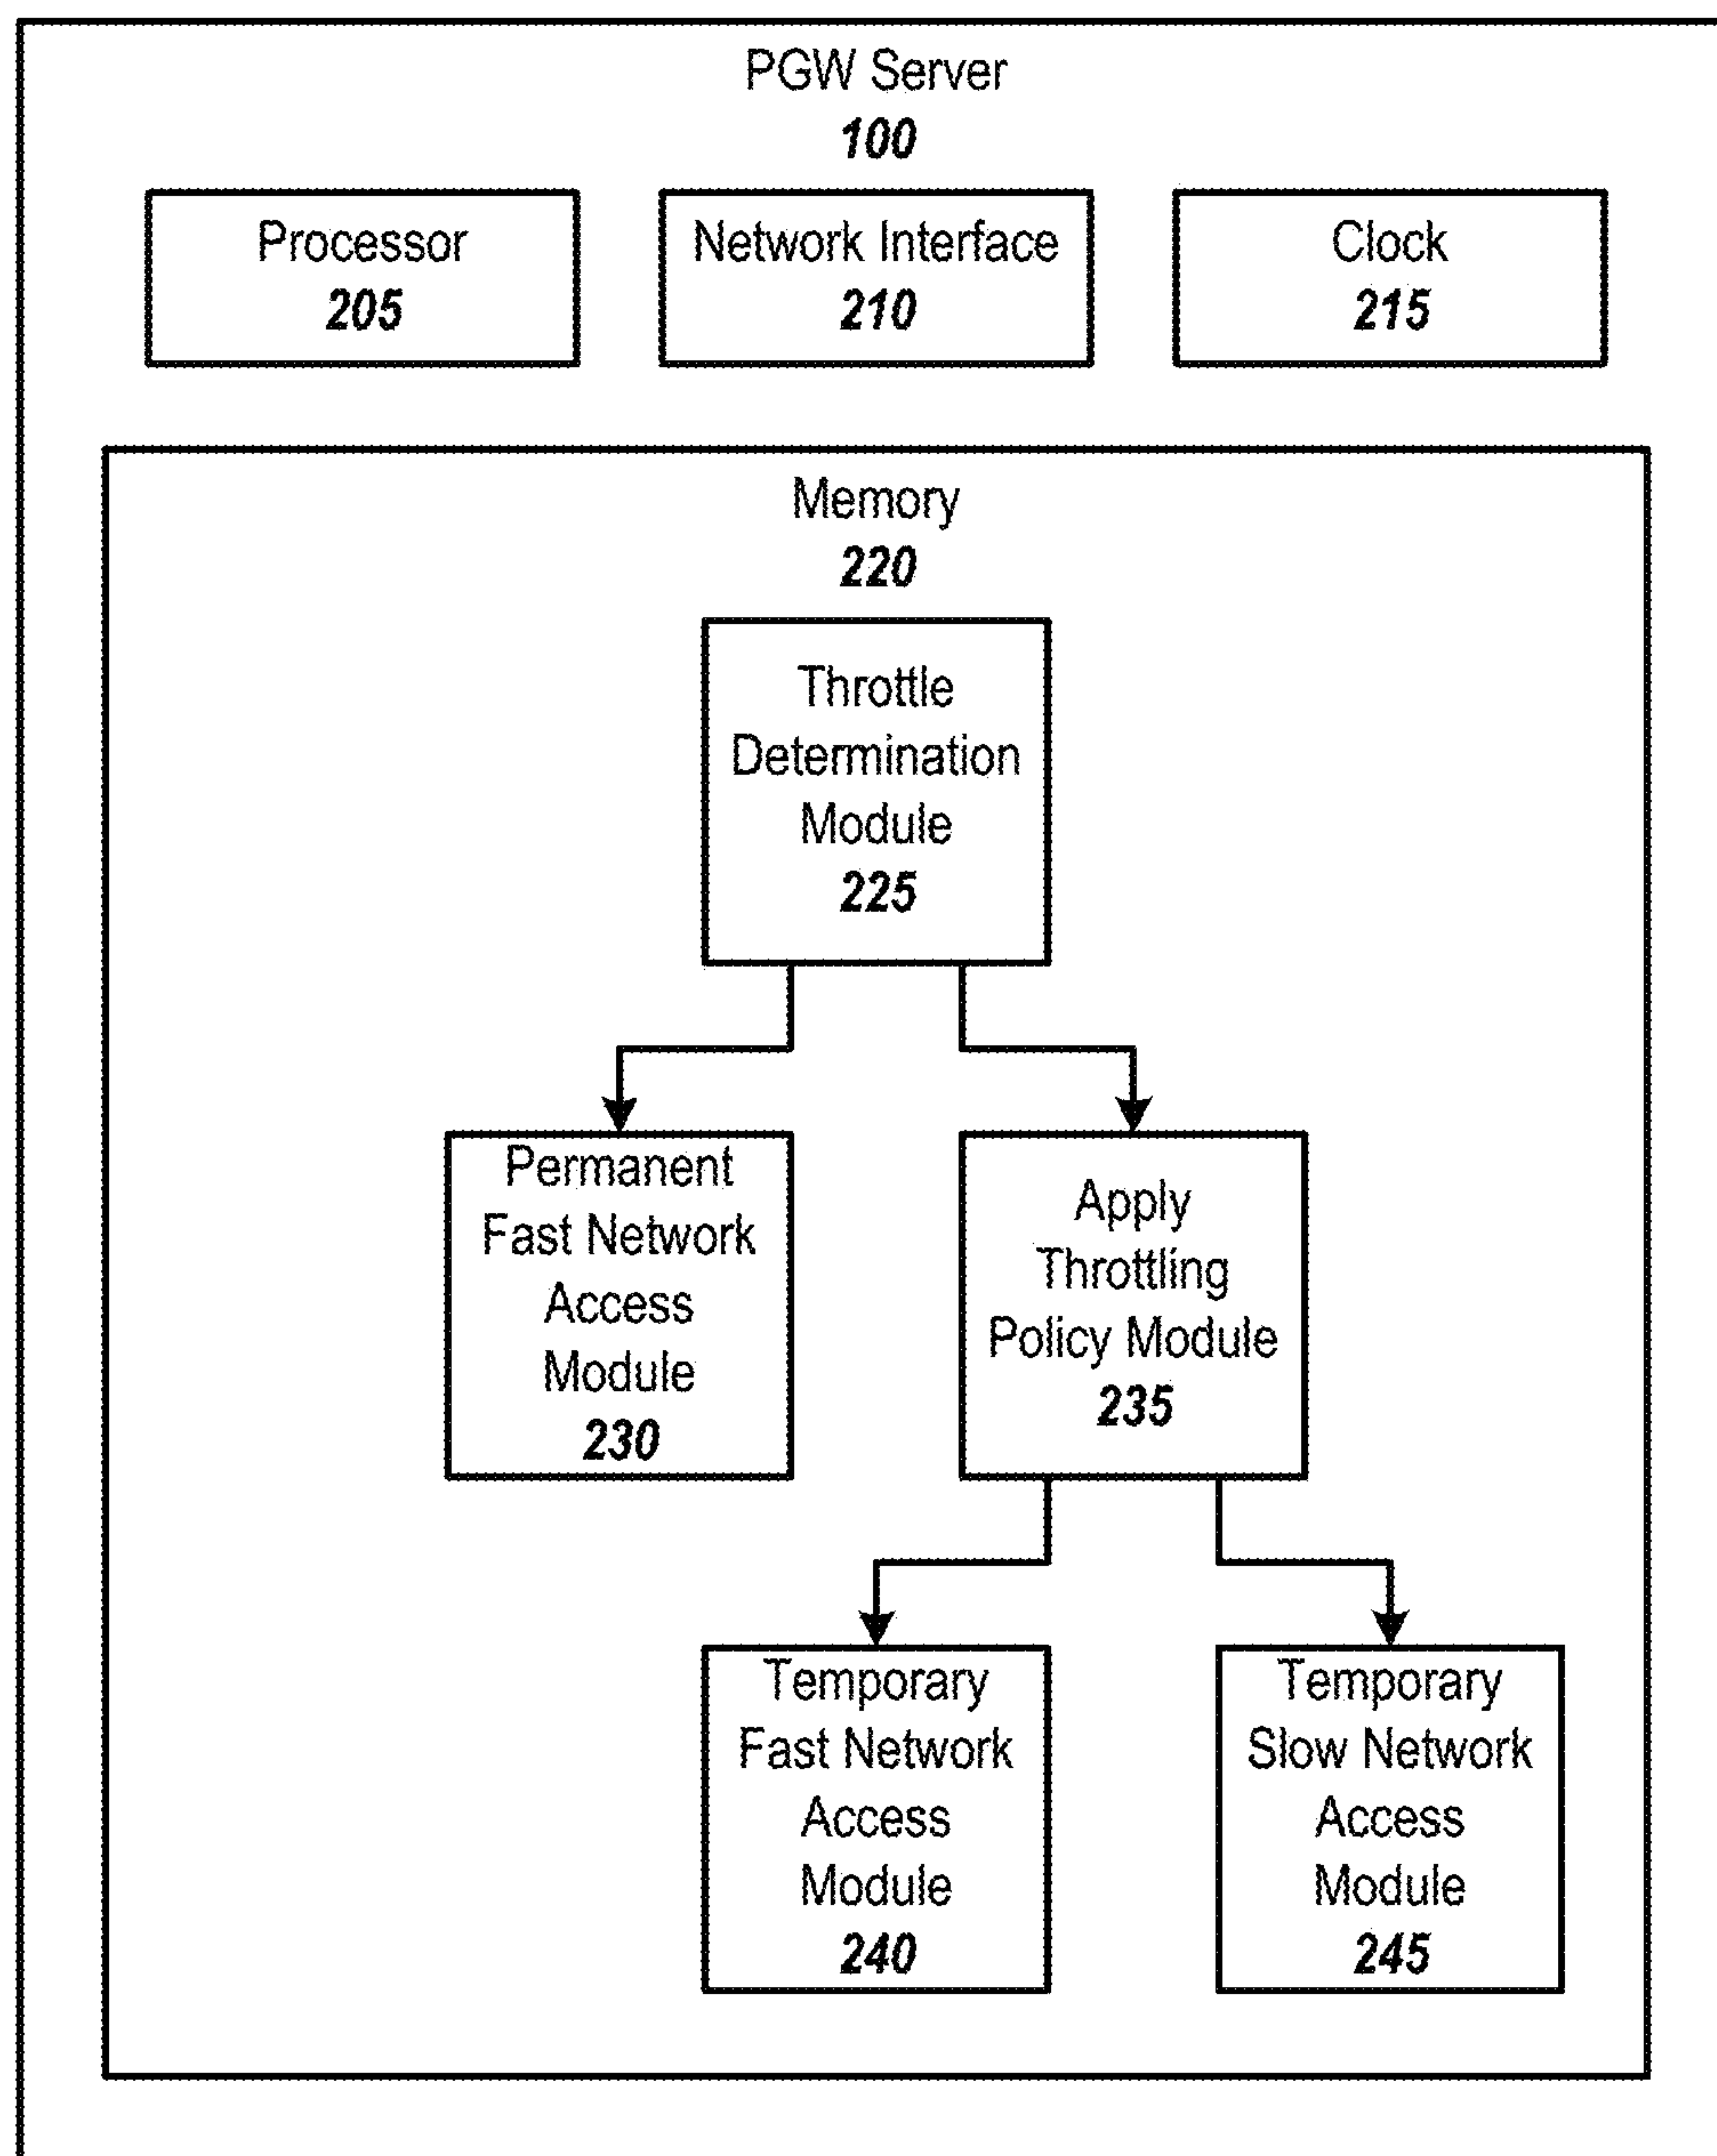 PGW Server
100
Processor
205
Network Interface
210
Clock
215
Memory
220
Throttle
Determination
Module
225
Permanent
Fast Network
Access
Module
230
Apply
Throttling
Policy Module
235
Temporary
Fast Network
Access
Module
240
Temporary
Slow Network
Access
Module
245